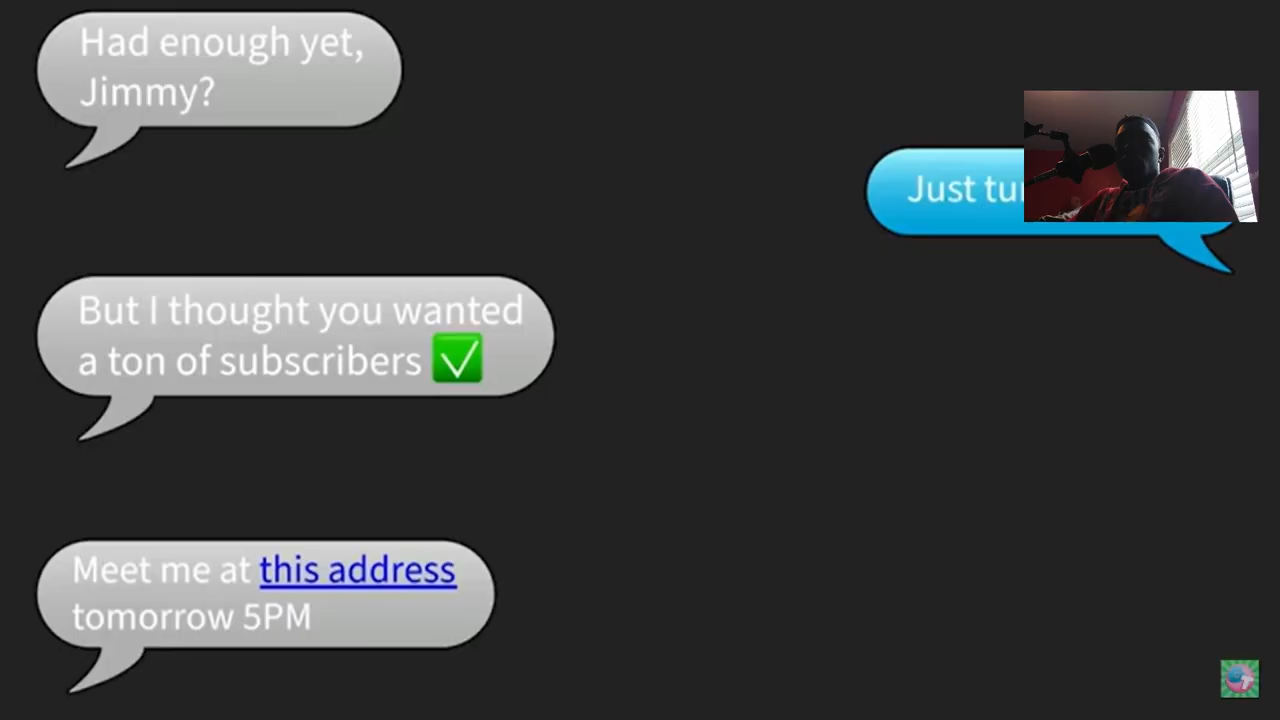 Had enough yet,
Jimmy?
Just
But I thought you wanted
a ton of subscribers ✅
Meet me at this address
tomorrow 5PM